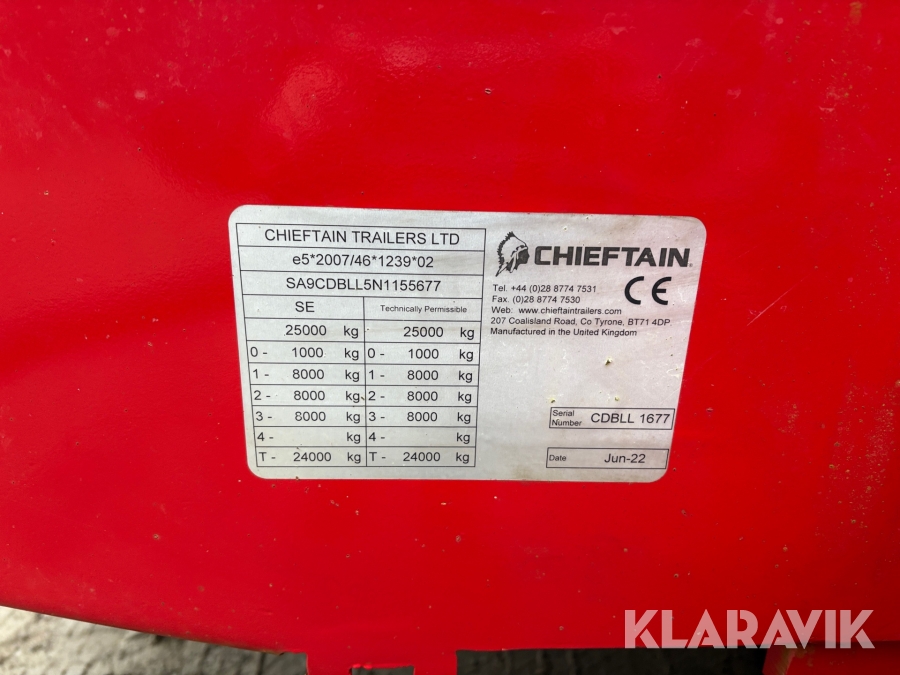 CHIEFTAIN TRAILERS LTD
e5*2007/46*1239*02
SA9CDBLL5N1155677
SE Technically Permissible
25000 kg 25000 kg
0 - 1000 kg 0 - 1000 kg
1 - 8000 kg 1 - 8000 kg
2 - 8000 kg 2 - 8000 kg
3 - 8000 kg 3 - 8000 kg
4 - kg 4 - kg
T - 24000 kg T - 24000 kg
CHIEFTAIN
Tel. +44 (0)28 8774 7531
Fax. (0)28 8774 7530
Web: www.chieftaintrailers.com
207 Coalisland Road, Co Tyrone, BT71 4DP
Manufactured in the United Kingdom
CE
Serial Number CDBLL 1677
Date Jun-22
KLARAVIK